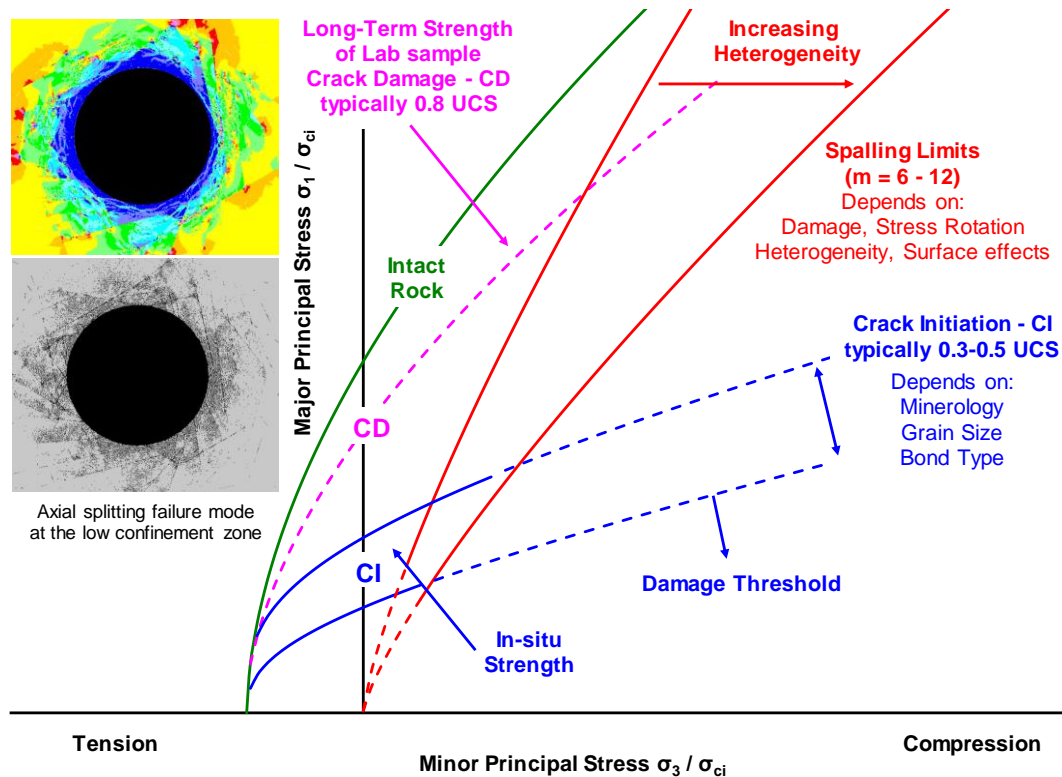 Long-Term Strength
of Lab sample
Crack Damage - CD
typically 0.8 UCS
Increasing
Heterogeneity
Spalling Limits
(m = 6 - 12)
Depends on:
Damage, Stress Rotation
Heterogeneity, Surface effects
Major Principal Stress σ1 / σci
Intact
Rock
Crack Initiation - CI
typically 0.3-0.5 UCS
Depends on:
Minerology
Grain Size
Bond Type
CD
Axial splitting failure mode
at the low confinement zone
CI
Damage Threshold
In-situ
Strength
Tension
Minor Principal Stress σ3 / σci
Compression